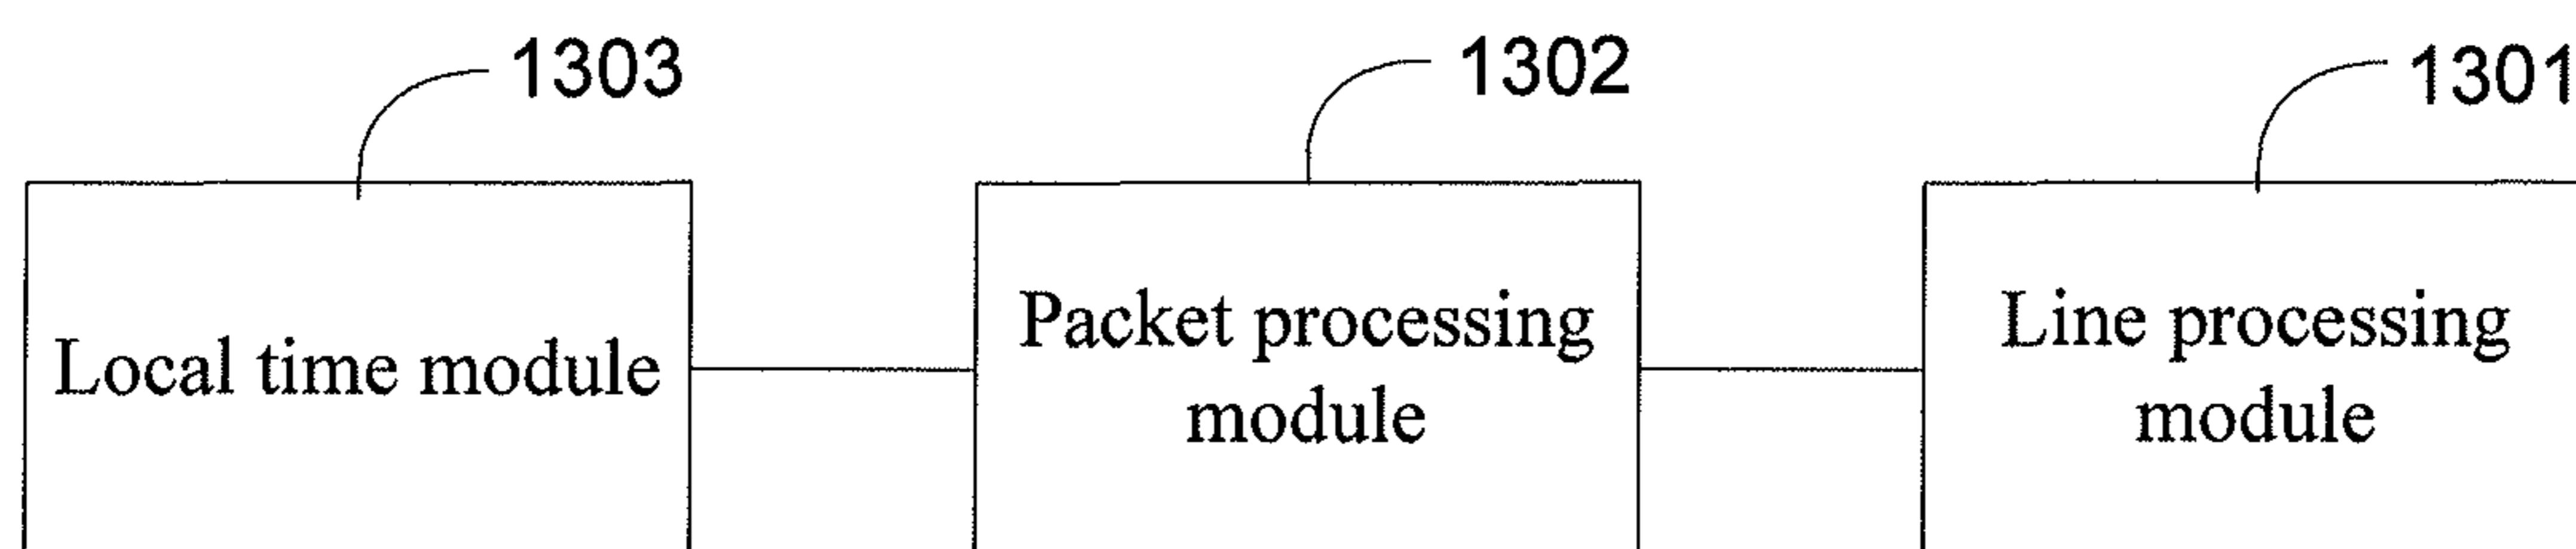 1303
1302
1301
Local time module
Packet processing
module
Line processing
module